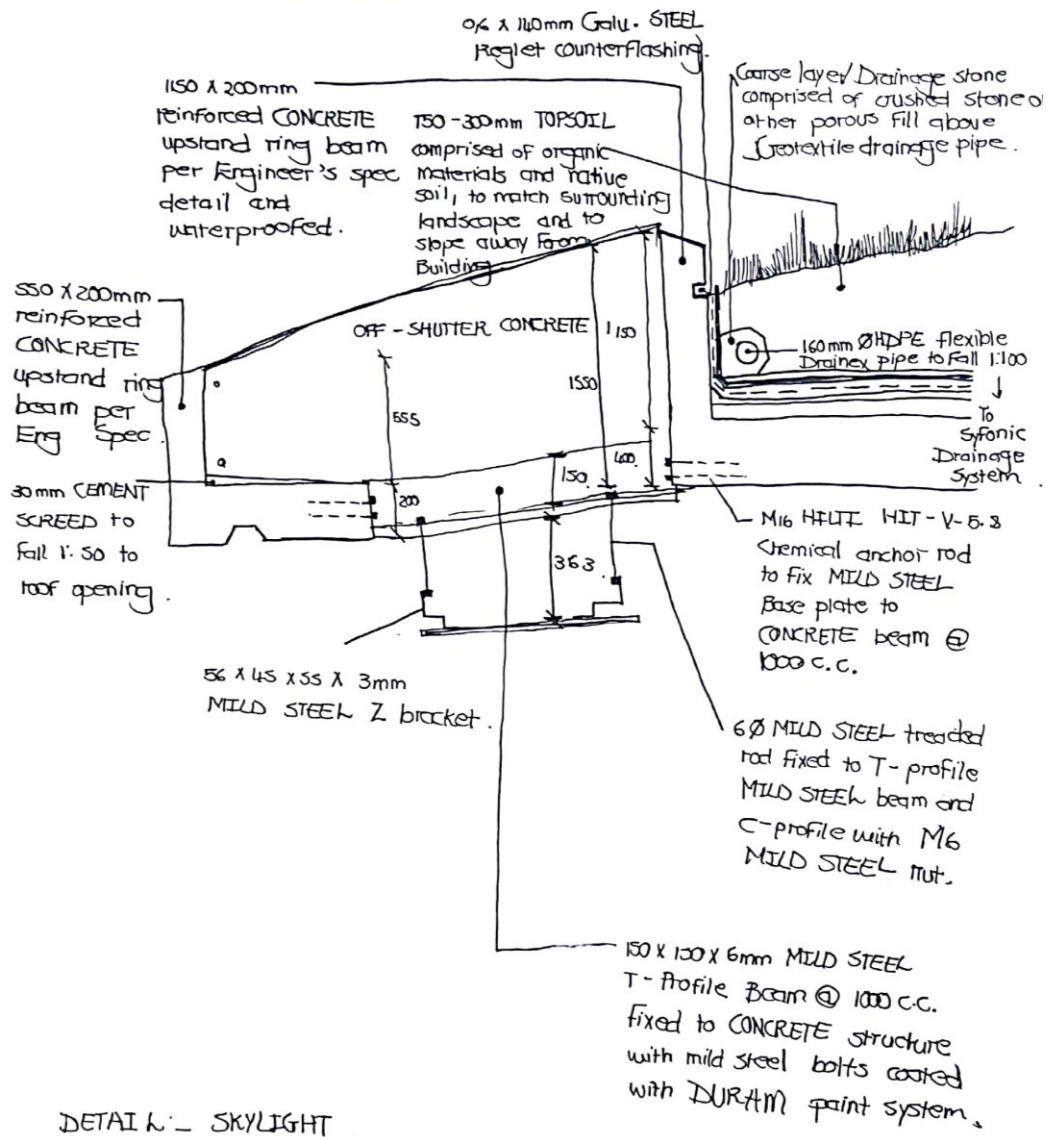 0,6 X 140mm Galv. STEEL
Reglet counterflashing.
1150 X 200mm
reinforced CONCRETE
upstand ring beam
per Engineer's spec
detail and
waterproofed.
150-300mm TOPSOIL
comprised of organic
materials and native
soil, to match surrounding
landscape and to
slope away From
Building
Coarse layer/Drainage stone
comprised of crushed stone or
other porous Fill above
Geotextile drainage pipe.
550 X 200mm
reinforced
CONCRETE
upstand ring
beam per
Eng Spec.
OFF-SHUTTER CONCRETE
1150
1550
555
400
150
200
363
160mm ØHDPE flexible
Drainex pipe to Fall 1:100
To
Syfonic
Drainage
System.
30mm CEMENT
SCREED to
fall 1:50 to
roof opening.
M16 HILTI HIT-V-5.8
Chemical anchor rod
to fix MILD STEEL
Base plate to
CONCRETE beam @
1000 C.C.
56 X 45 X 55 X 3mm
MILD STEEL Z bracket.
6Ø MILD STEEL treaded
rod fixed to T-profile
MILD STEEL beam and
C-profile with M6
MILD STEEL nut.
150 X 150 X 6mm MILD STEEL
T-Profile Beam @ 1000 C.C.
fixed to CONCRETE structure
with mild steel bolts coated
with DURAM paint system.
DETAIL:_ SKYLIGHT